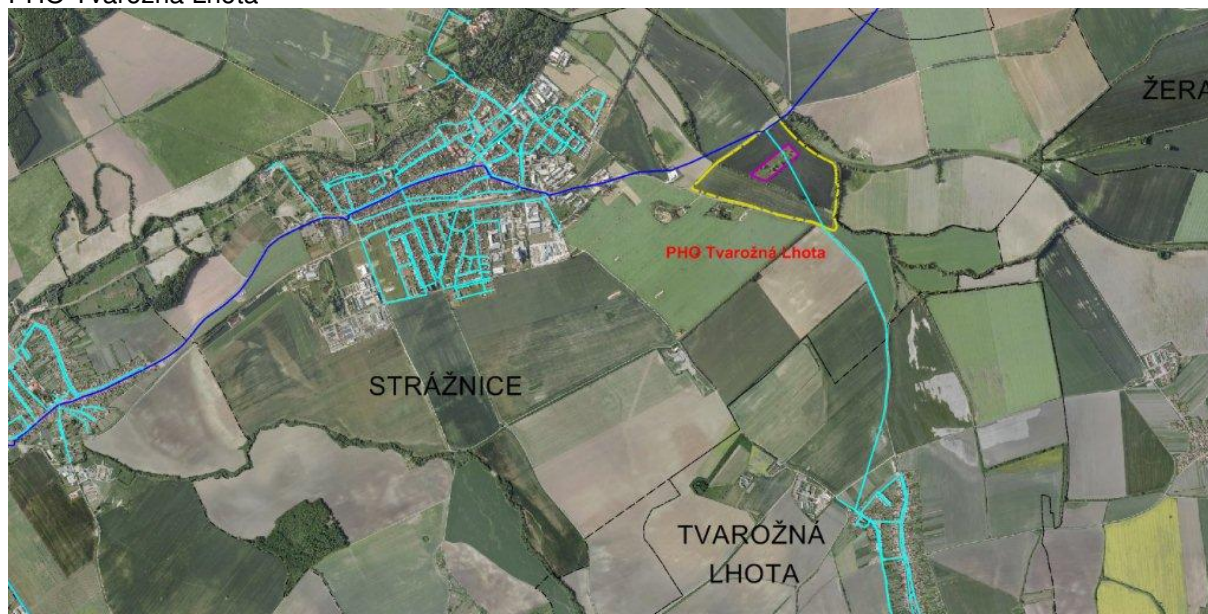 PHO Tvarožná Lhota
ŽERA
PHO Tvarožná Lhota
STRÁŽNICE
TVAROŽNÁ
LHOTA